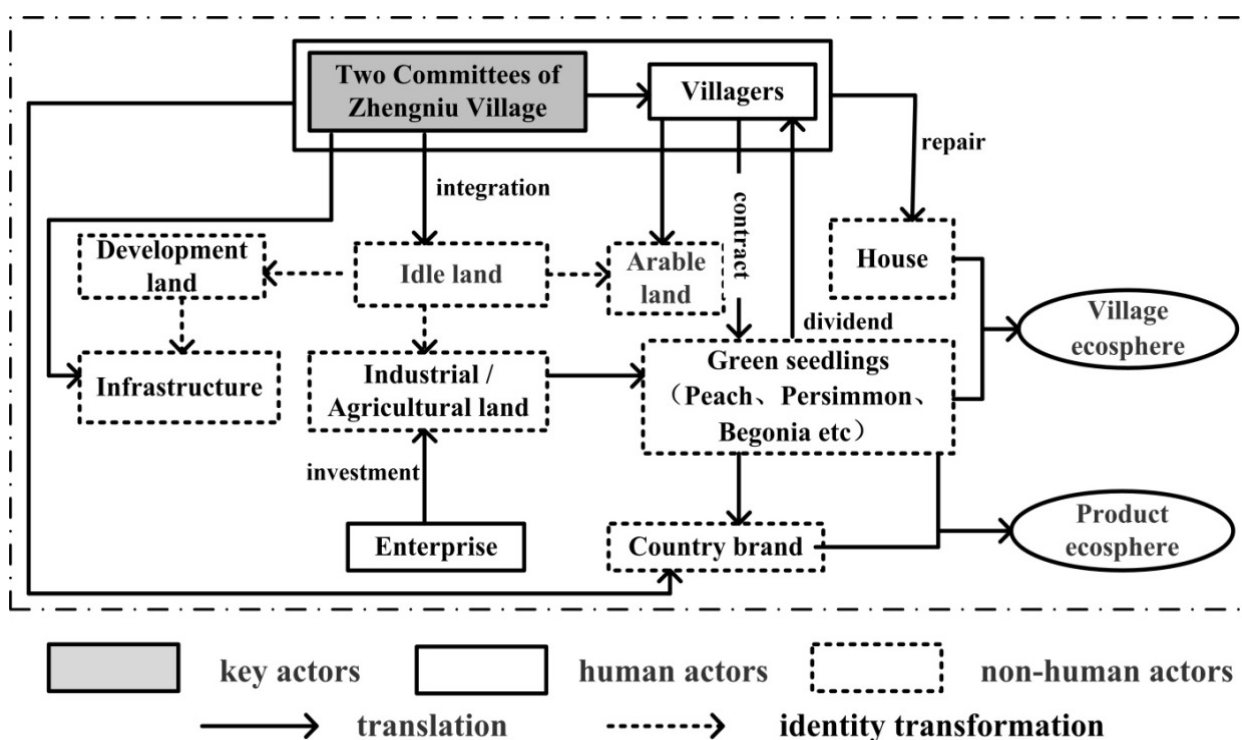 Two Committees of
Zhengniu Village
Villagers
repair
integration
contract
Development
land
Idle land
Arable
land
House
Village
ecosphere
dividend
Infrastructure
Industrial /
Agricultural land
Green seedlings
（Peach、Persimmon、
Begonia etc）
investment
Enterprise
Country brand
Product
ecosphere
key actors
human actors
non-human actors
translation
identity transformation